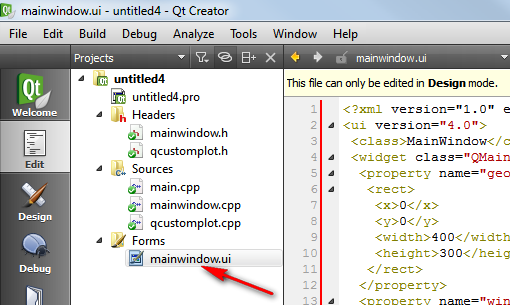 mainwindow.ui - untitled4 - Qt Creator
File Edit Build Debug Analyze Tools Window Help
Projects
mainwindow.ui
This file can only be edited in Design mode.
untitled4
untitled4.pro
Headers
mainwindow.h
qcustomplot.h
Sources
main.cpp
mainwindow.cpp
qcustomplot.cpp
Forms
mainwindow.ui
Qt
Welcome
Edit
Design
Debug
1 <?xml version="1.0" e
2 <ui version="4.0">
3 <class>MainWindow</c
4 <widget class="QMain
5 <property name="geo
6 <rect>
7 <x>0</x>
8 <y>0</y>
9 <width>400</width
10 <height>300</heig
11 </rect>
12 </property>
13 <property name="win